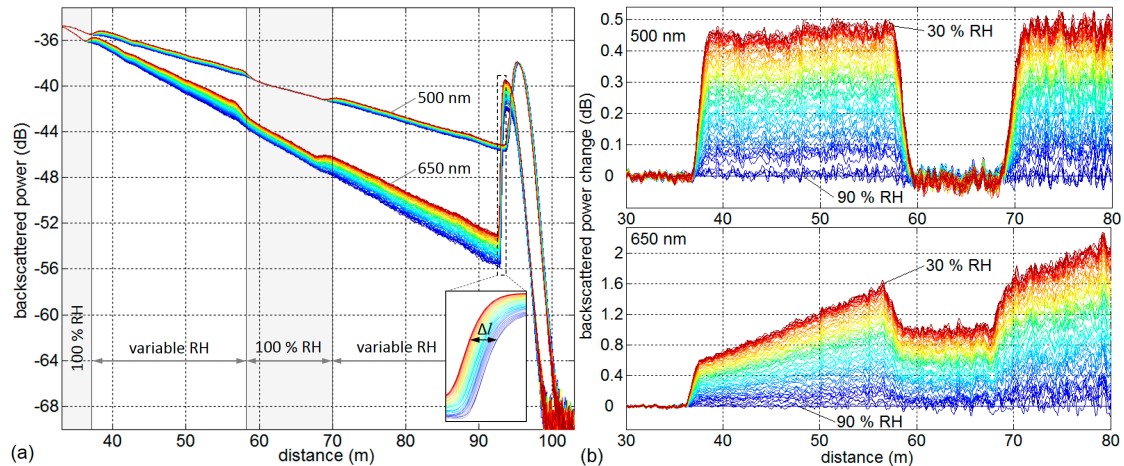 backscattered power (dB)
-36
-40
-44
-48
-52
-56
-60
-64
-68
500 nm
650 nm
Δl
100 % RH
variable RH
100 % RH
variable RH
40
50
60
70
80
90
100
distance (m)
(a)
backscattered power change (dB)
0.5
0.4
0.3
0.2
0.1
0
500 nm
30 % RH
90 % RH
30
40
50
60
70
80
650 nm
2
1.6
1.2
0.8
0.4
0
30 % RH
90 % RH
30
40
50
60
70
80
distance (m)
(b)